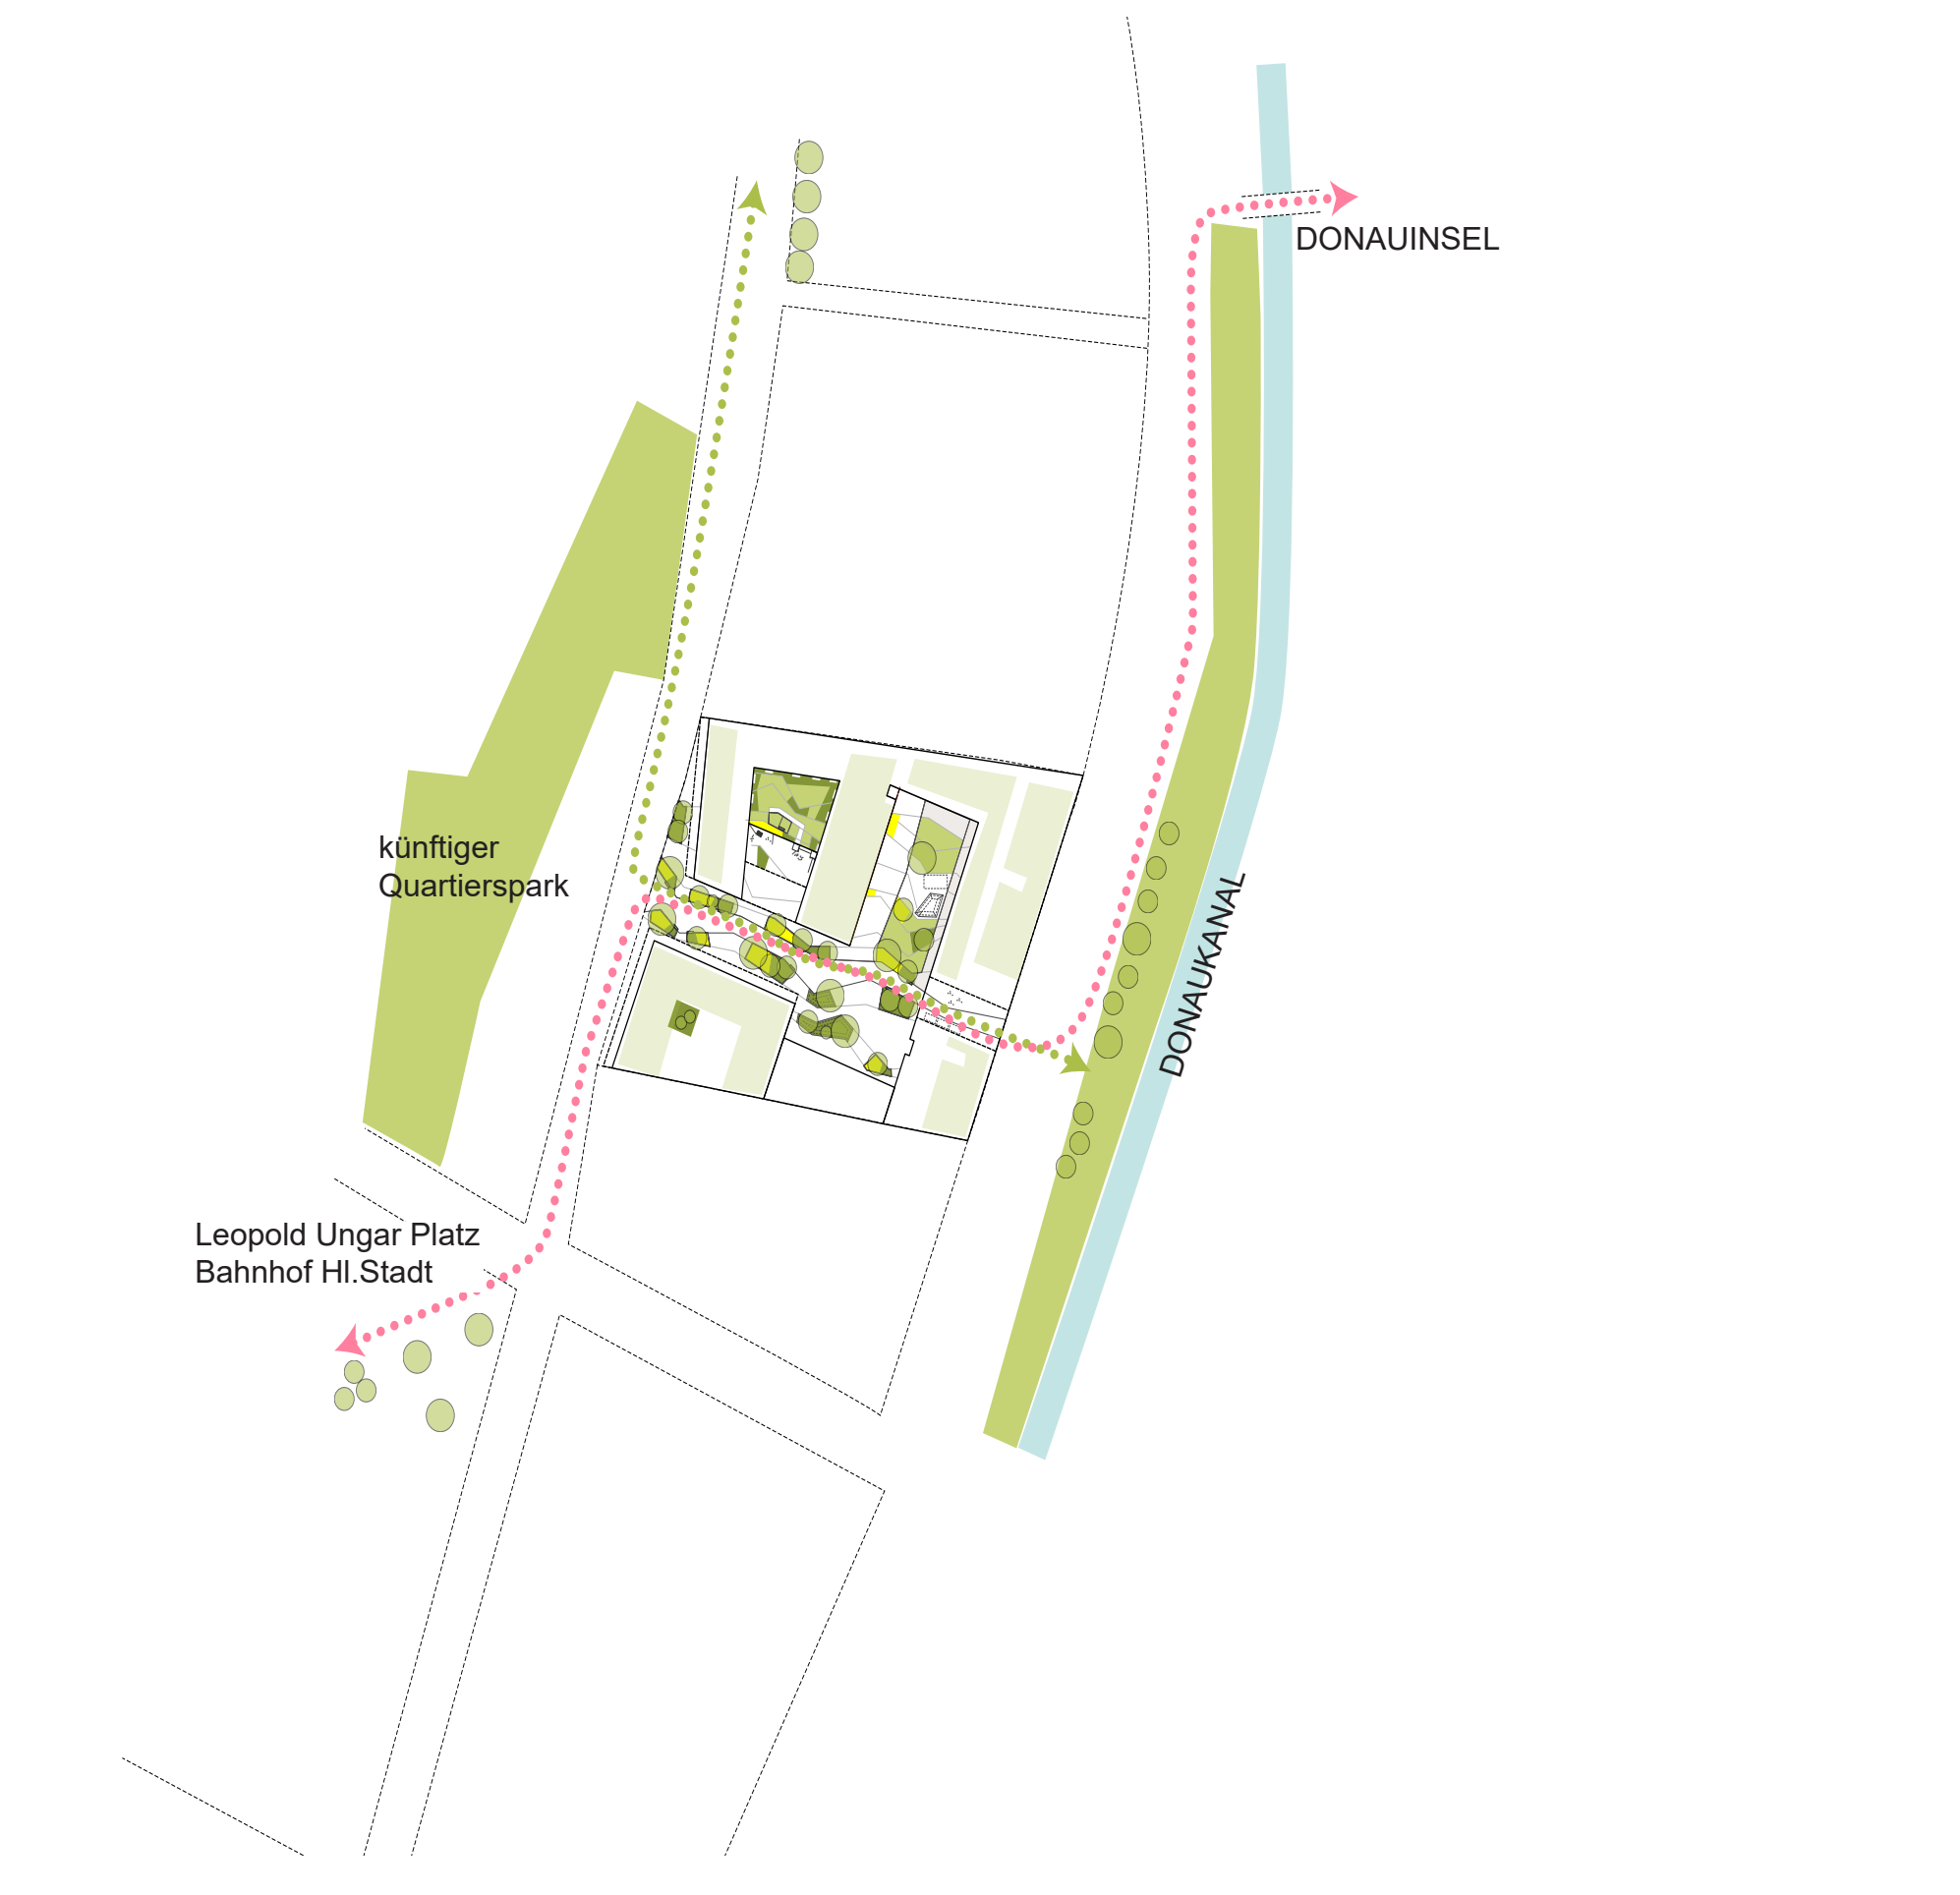 DONAUINSEL
künftiger
Quartierspark
DONAUKANAL
Leopold Ungar Platz
Bahnhof Hl.Stadt